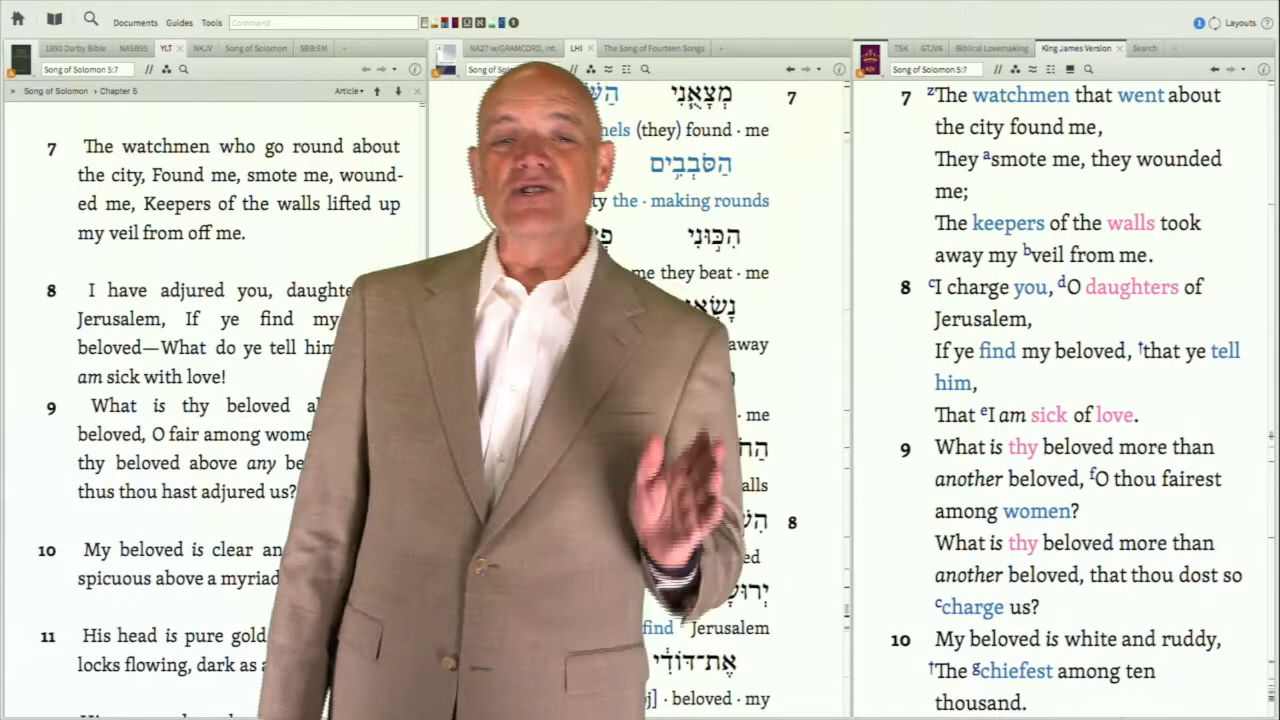 Documents Guides Tools Command Layouts
1890 Darby Bible NASB95 YLT NKJV Song of Solomon SBB:EM
Song of Solomon 5:7
» Song of Solomon › Chapter 5 Article
7 The watchmen who go round about
the city, Found me, smote me, wound-
ed me, Keepers of the walls lifted up
my veil from off me.
8 I have adjured you,
Jerusalem, If ye find my
beloved—What do ye tell him
am sick with love!
9 What is thy beloved
beloved, O fair among
thy beloved above any
thus thou hast adjured us?
10 My beloved is clear
spicuous above a myriad
11 His head is pure gold
locks flowing, dark as
NA27 w/GRAMCORD, Int. LHI The Song of Fourteen Songs
מְצָאֻ֧נִי 7
(they) found · me
הַסֹּבְבִ֥ים
the · making rounds
הִכּ֣וּנִי
me they beat · me
away
me
8
find Jerusalem
אֶת־דּוֹדִ֔י
beloved · my
TSK GTJV6 Biblical Lovemaking King James Version Search
Song of Solomon 5:7
7 zThe watchmen that went about
the city found me,
They asmote me, they wounded
me;
The keepers of the walls took
away my bveil from me.
8 cI charge you, dO daughters of
Jerusalem,
If ye find my beloved, †that ye tell
him,
That eI am sick of love.
9 What is thy beloved more than
another beloved, fO thou fairest
among women?
What is thy beloved more than
another beloved, that thou dost so
ccharge us?
10 My beloved is white and ruddy,
†The gchiefest among ten
thousand.